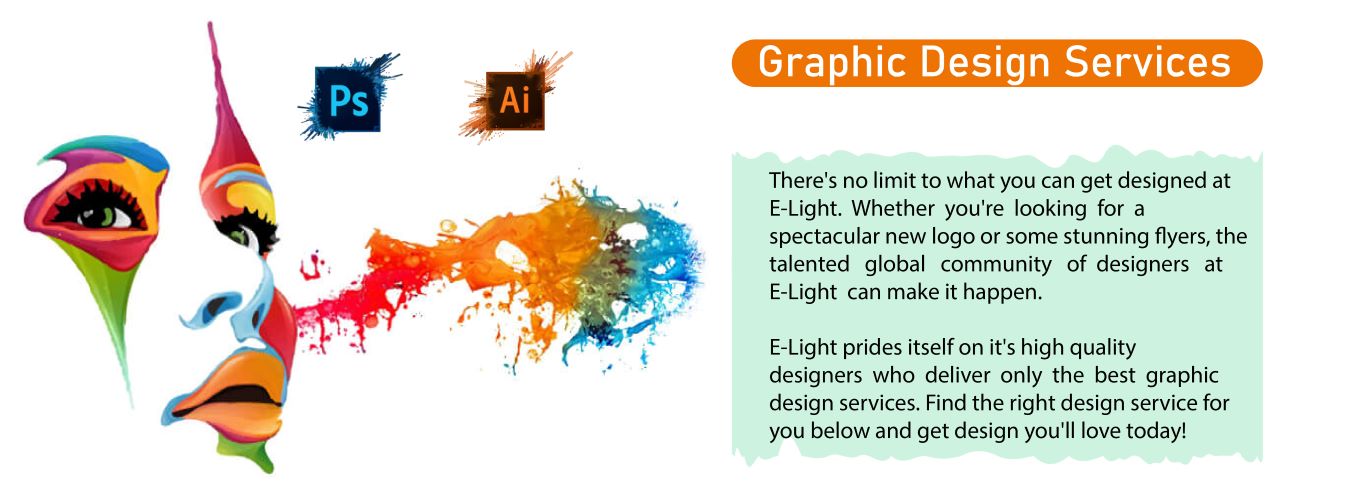 Ps
Ai
Graphic Design Services
There's no limit to what you can get designed at
E-Light. Whether you're looking for a
spectacular new logo or some stunning flyers, the
talented global community of designers at
E-Light can make it happen.
E-Light prides itself on it's high quality
designers who deliver only the best graphic
design services. Find the right design service for
you below and get design you'll love today!